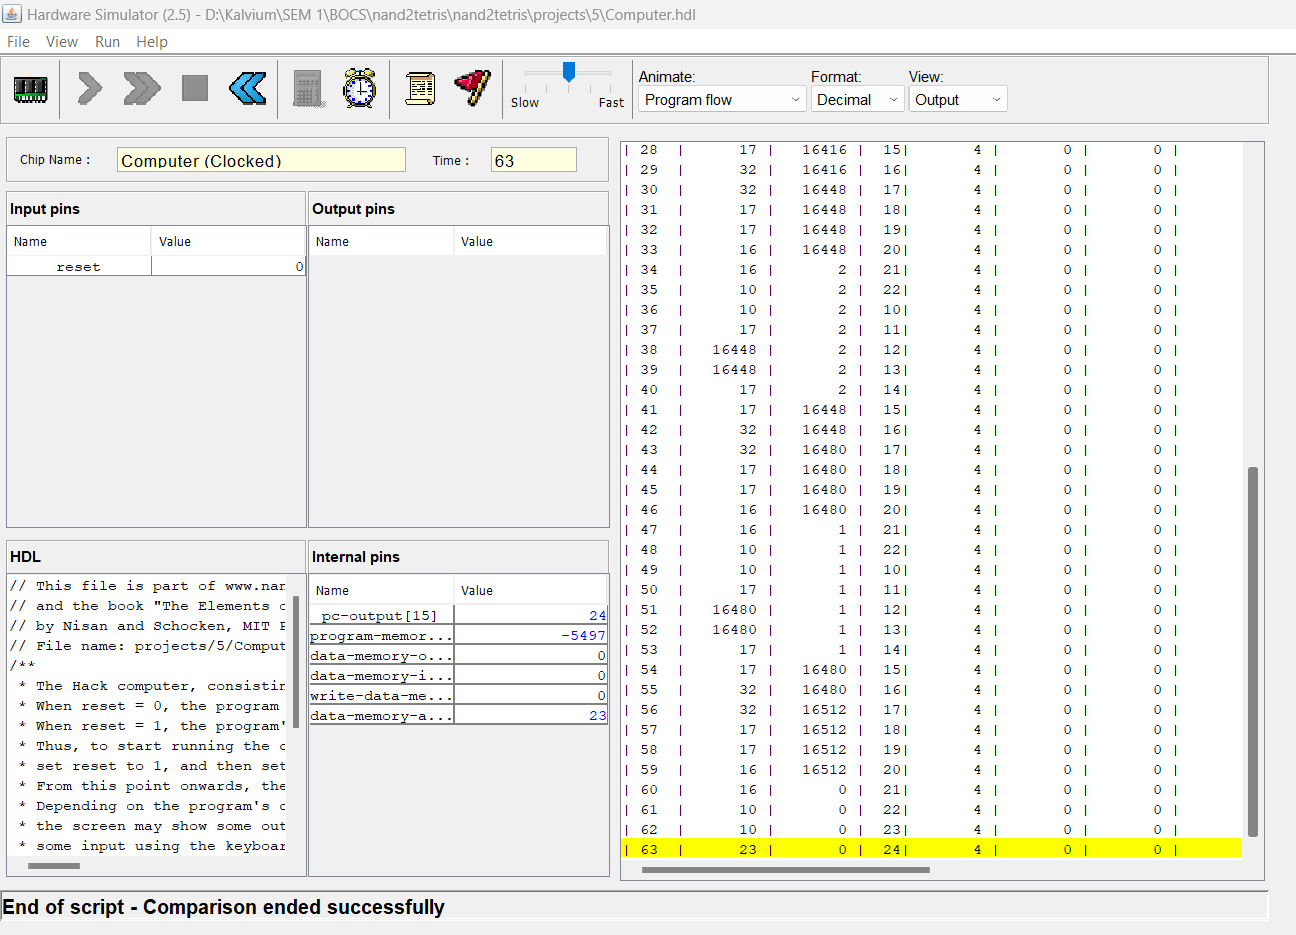 Hardware Simulator (2.5) - D:\Kalvium\SEM 1\BOCS\nand2tetris\nand2tetris\projects\5\Computer.hdl
File View Run Help
Slow Fast
Animate: Format: View:
Program flow Decimal Output
Chip Name : Computer (Clocked) Time : 63
Input pins
Name Value
reset 0
Output pins
Name Value
HDL
// This file is part of www.nan
// and the book "The Elements o
// by Nisan and Schocken, MIT P
// File name: projects/5/Comput
/**
* The Hack computer, consistin
* When reset = 0, the program
* When reset = 1, the program'
* Thus, to start running the c
* set reset to 1, and then set
* From this point onwards, the
* Depending on the program's c
* the screen may show some out
* some input using the keyboar
Internal pins
Name Value
pc-output[15] 24
program-memor... -5497
data-memory-o... 0
data-memory-i... 0
write-data-me... 0
data-memory-a... 23
| 28 | 17 | 16416 | 15| 4 | 0 | 0 |
| 29 | 32 | 16416 | 16| 4 | 0 | 0 |
| 30 | 32 | 16448 | 17| 4 | 0 | 0 |
| 31 | 17 | 16448 | 18| 4 | 0 | 0 |
| 32 | 17 | 16448 | 19| 4 | 0 | 0 |
| 33 | 16 | 16448 | 20| 4 | 0 | 0 |
| 34 | 16 | 2 | 21| 4 | 0 | 0 |
| 35 | 10 | 2 | 22| 4 | 0 | 0 |
| 36 | 10 | 2 | 10| 4 | 0 | 0 |
| 37 | 17 | 2 | 11| 4 | 0 | 0 |
| 38 | 16448 | 2 | 12| 4 | 0 | 0 |
| 39 | 16448 | 2 | 13| 4 | 0 | 0 |
| 40 | 17 | 2 | 14| 4 | 0 | 0 |
| 41 | 17 | 16448 | 15| 4 | 0 | 0 |
| 42 | 32 | 16448 | 16| 4 | 0 | 0 |
| 43 | 32 | 16480 | 17| 4 | 0 | 0 |
| 44 | 17 | 16480 | 18| 4 | 0 | 0 |
| 45 | 17 | 16480 | 19| 4 | 0 | 0 |
| 46 | 16 | 16480 | 20| 4 | 0 | 0 |
| 47 | 16 | 1 | 21| 4 | 0 | 0 |
| 48 | 10 | 1 | 22| 4 | 0 | 0 |
| 49 | 10 | 1 | 10| 4 | 0 | 0 |
| 50 | 17 | 1 | 11| 4 | 0 | 0 |
| 51 | 16480 | 1 | 12| 4 | 0 | 0 |
| 52 | 16480 | 1 | 13| 4 | 0 | 0 |
| 53 | 17 | 1 | 14| 4 | 0 | 0 |
| 54 | 17 | 16480 | 15| 4 | 0 | 0 |
| 55 | 32 | 16480 | 16| 4 | 0 | 0 |
| 56 | 32 | 16512 | 17| 4 | 0 | 0 |
| 57 | 17 | 16512 | 18| 4 | 0 | 0 |
| 58 | 17 | 16512 | 19| 4 | 0 | 0 |
| 59 | 16 | 16512 | 20| 4 | 0 | 0 |
| 60 | 16 | 0 | 21| 4 | 0 | 0 |
| 61 | 10 | 0 | 22| 4 | 0 | 0 |
| 62 | 10 | 0 | 23| 4 | 0 | 0 |
| 63 | 23 | 0 | 24| 4 | 0 | 0 |
End of script - Comparison ended successfully